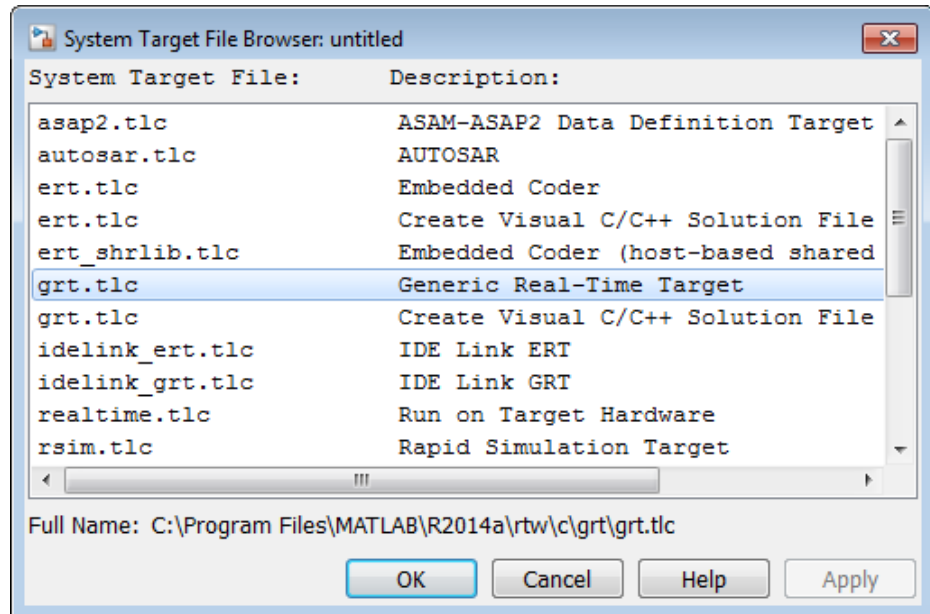 System Target File Browser: untitled
System Target File: Description:
asap2.tlc ASAM-ASAP2 Data Definition Target
autosar.tlc AUTOSAR
ert.tlc Embedded Coder
ert.tlc Create Visual C/C++ Solution File
ert_shrlib.tlc Embedded Coder (host-based shared
grt.tlc Generic Real-Time Target
grt.tlc Create Visual C/C++ Solution File
idelink_ert.tlc IDE Link ERT
idelink_grt.tlc IDE Link GRT
realtime.tlc Run on Target Hardware
rsim.tlc Rapid Simulation Target
Full Name: C:\Program Files\MATLAB\R2014a\rtw\c\grt\grt.tlc
OK Cancel Help Apply